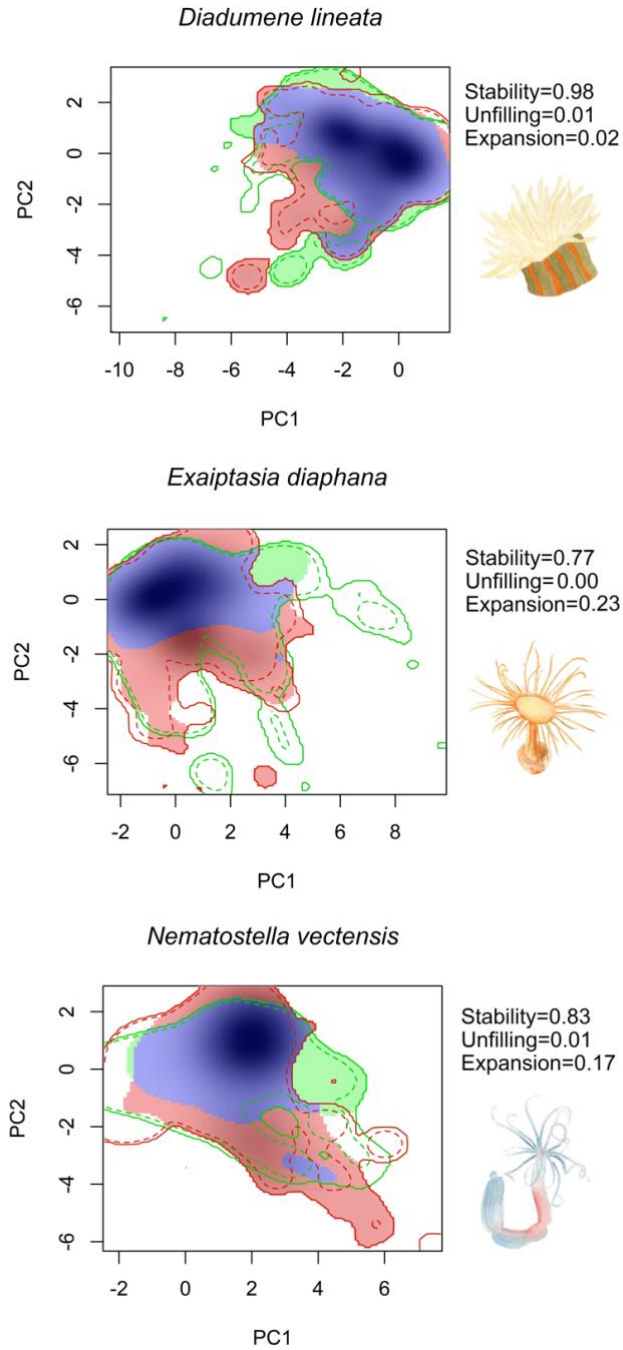 Diadumene lineata
Stability=0.98
Unfilling=0.01
Expansion=0.02
PC2
2
0
-2
-4
-6
-10 -8 -6 -4 -2 0
PC1
Exaiptasia diaphana
Stability=0.77
Unfilling= 0.00
Expansion=0.23
PC2
2
0
-2
-4
-6
-2 0 2 4 6 8
PC1
Nematostella vectensis
Stability=0.83
Unfilling=0.01
Expansion=0.17
PC2
2
0
-2
-4
-6
-2 0 2 4 6
PC1